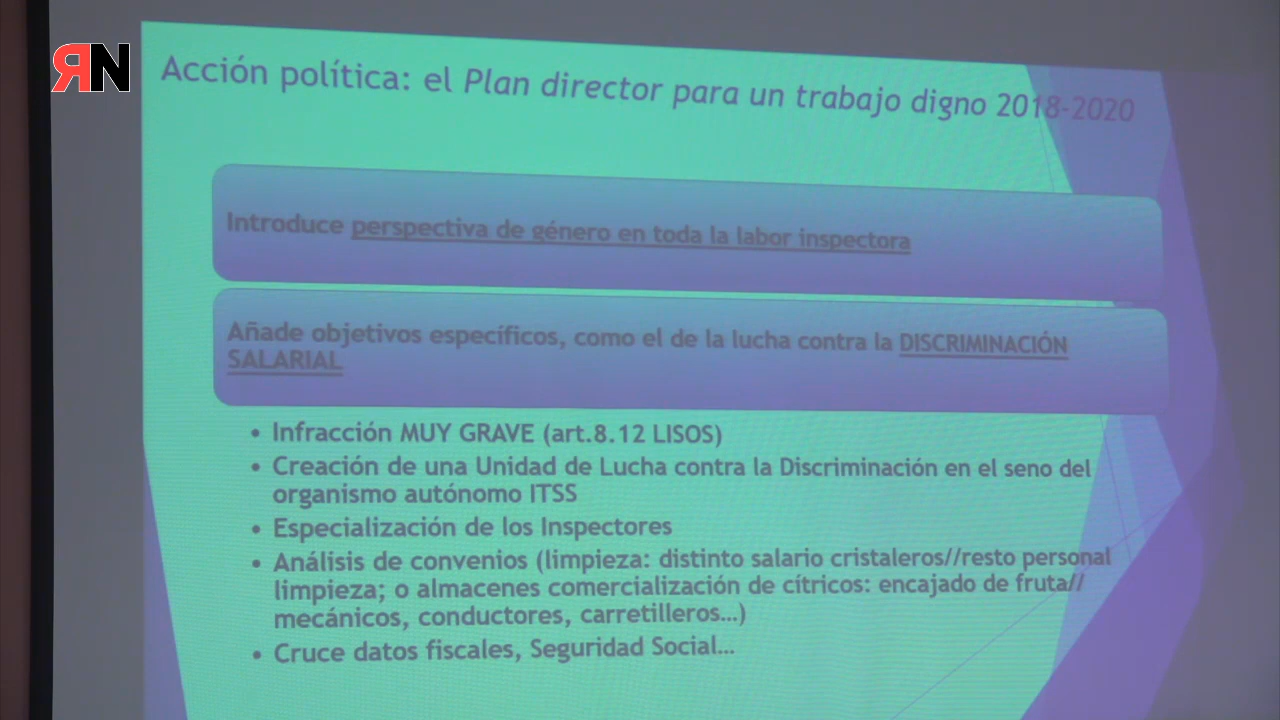 ЯN
Acción política: el Plan director para un trabajo digno 2018-2020
Introduce perspectiva de género en toda la labor inspectora
Añade objetivos específicos, como el de la lucha contra la DISCRIMINACIÓN
SALARIAL
• Infracción MUY GRAVE (art.8.12 LISOS)
• Creación de una Unidad de Lucha contra la Discriminación en el seno del
organismo autónomo ITSS
• Especialización de los Inspectores
• Análisis de convenios (limpieza: distinto salario cristaleros//resto personal
limpieza; o almacenes comercialización de cítricos: encajado de fruta//
mecánicos, conductores, carretilleros...)
• Cruce datos fiscales, Seguridad Social...